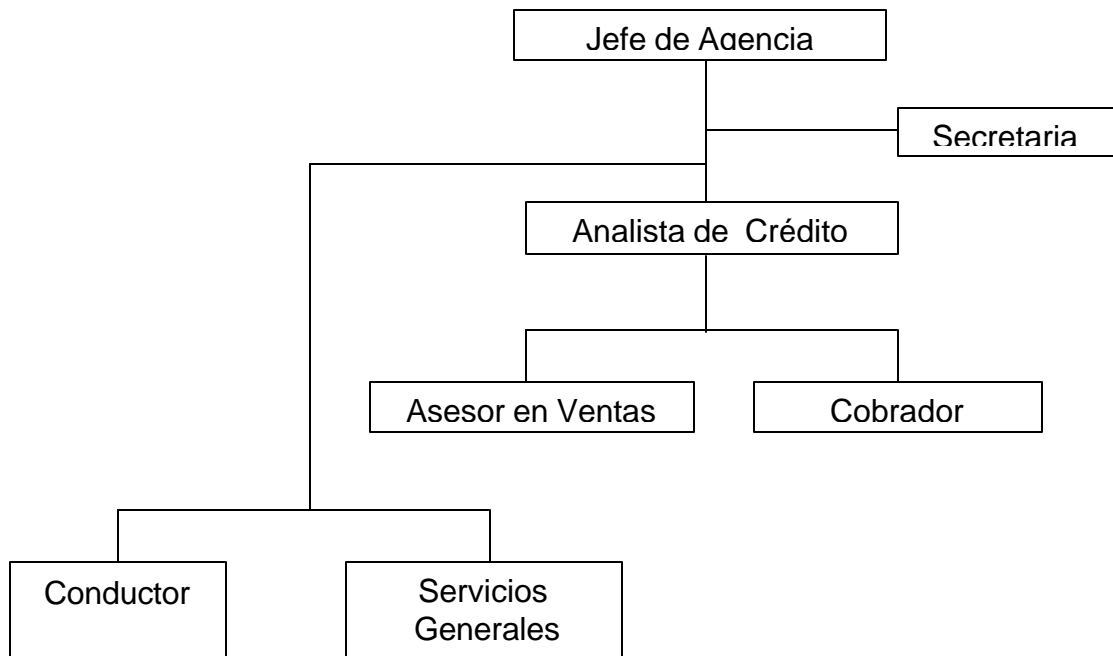 Jefe de Agencia
Secretaria
Analista de Crédito
Asesor en Ventas
Cobrador
Conductor
Servicios
Generales